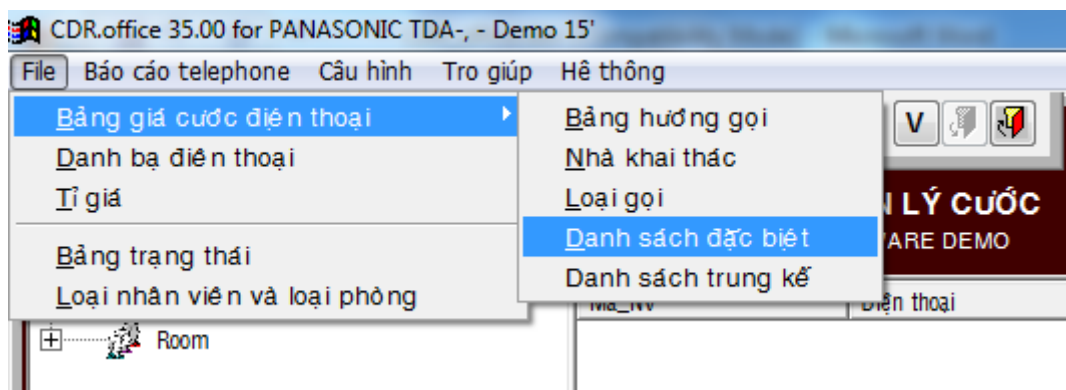 CDR.office 35.00 for PANASONIC TDA-, - Demo 15'
File Báo cáo telephone Câu hình Tro giúp Hê thông
Bảng giá cước điện thoại
Danh bạ điên thoại
Tỉ giá
Bảng trạng thái
Loại nhân viên và loại phòng
Bảng hướng gọi
Nhà khai thác
Loại gọi
Danh sách đặc biệt
Danh sách trung kế
V
LÝ CƯỚC
ARE DEMO
Ma_NV Điện thoại
Room